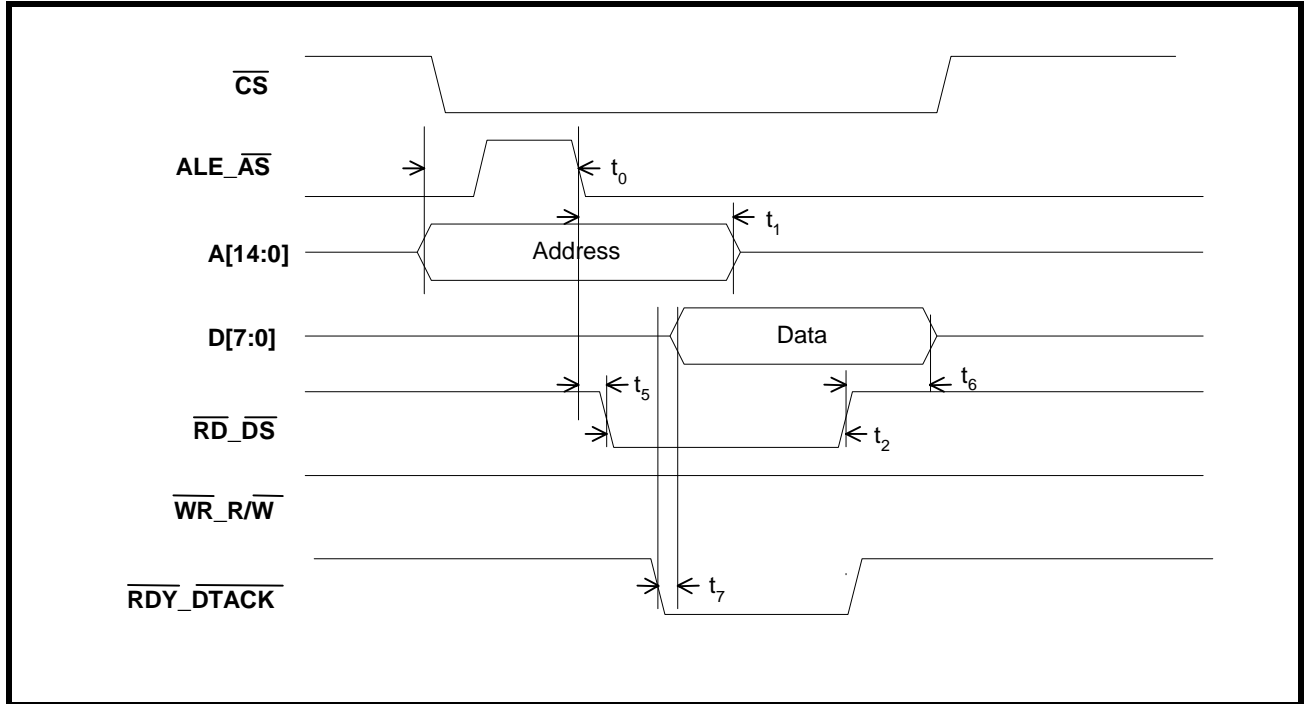 CS
ALE_AS
t0
t1
A[14:0]
Address
D[7:0]
Data
t5
t6
RD_DS
t2
WR_R/W
RDY_DTACK
t7